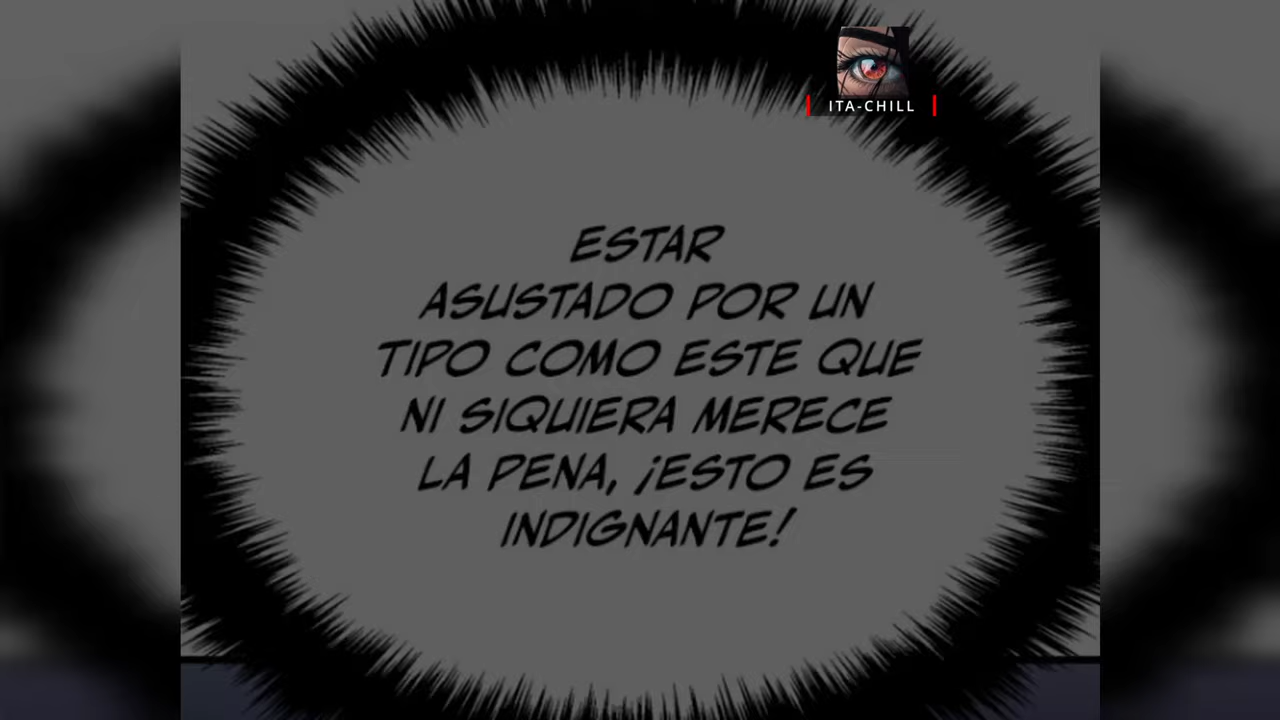 ITA-CHILL
ESTAR
ASUSTADO POR UN
TIPO COMO ESTE QUE
NI SIQUIERA MERECE
LA PENA, ¡ESTO ES
INDIGNANTE!